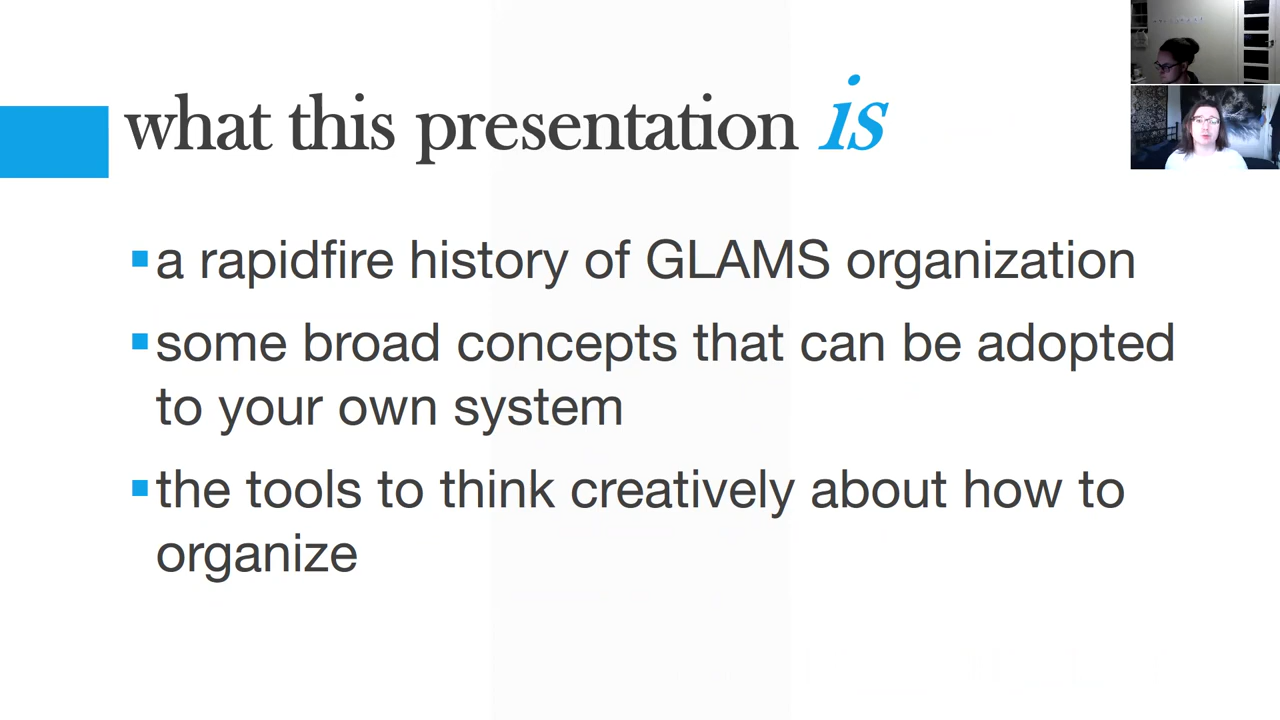 what this presentation is
a rapidfire history of GLAMS organization
some broad concepts that can be adopted
to your own system
the tools to think creatively about how to
organize